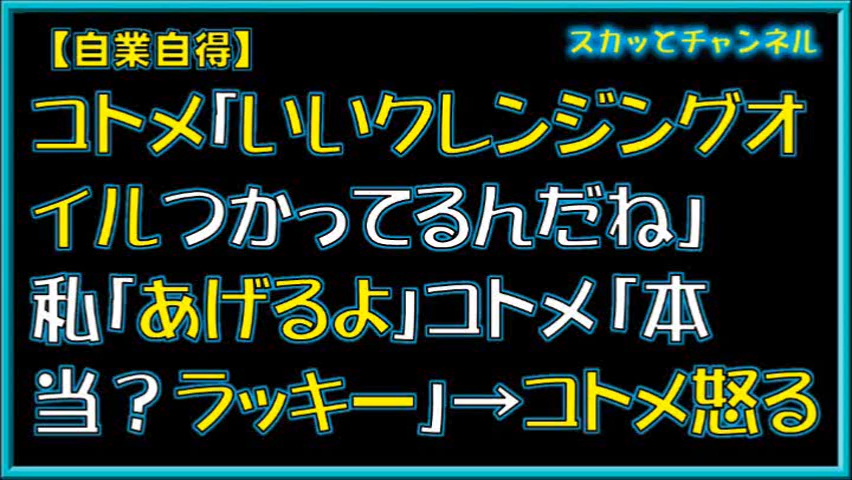 【自業自得】
スカッとチャンネル
コトメ「いいクレンジングオ
イルつかってるんだね」
私「あげるよ」コトメ「本
当？ラッキー」→コトメ怒る